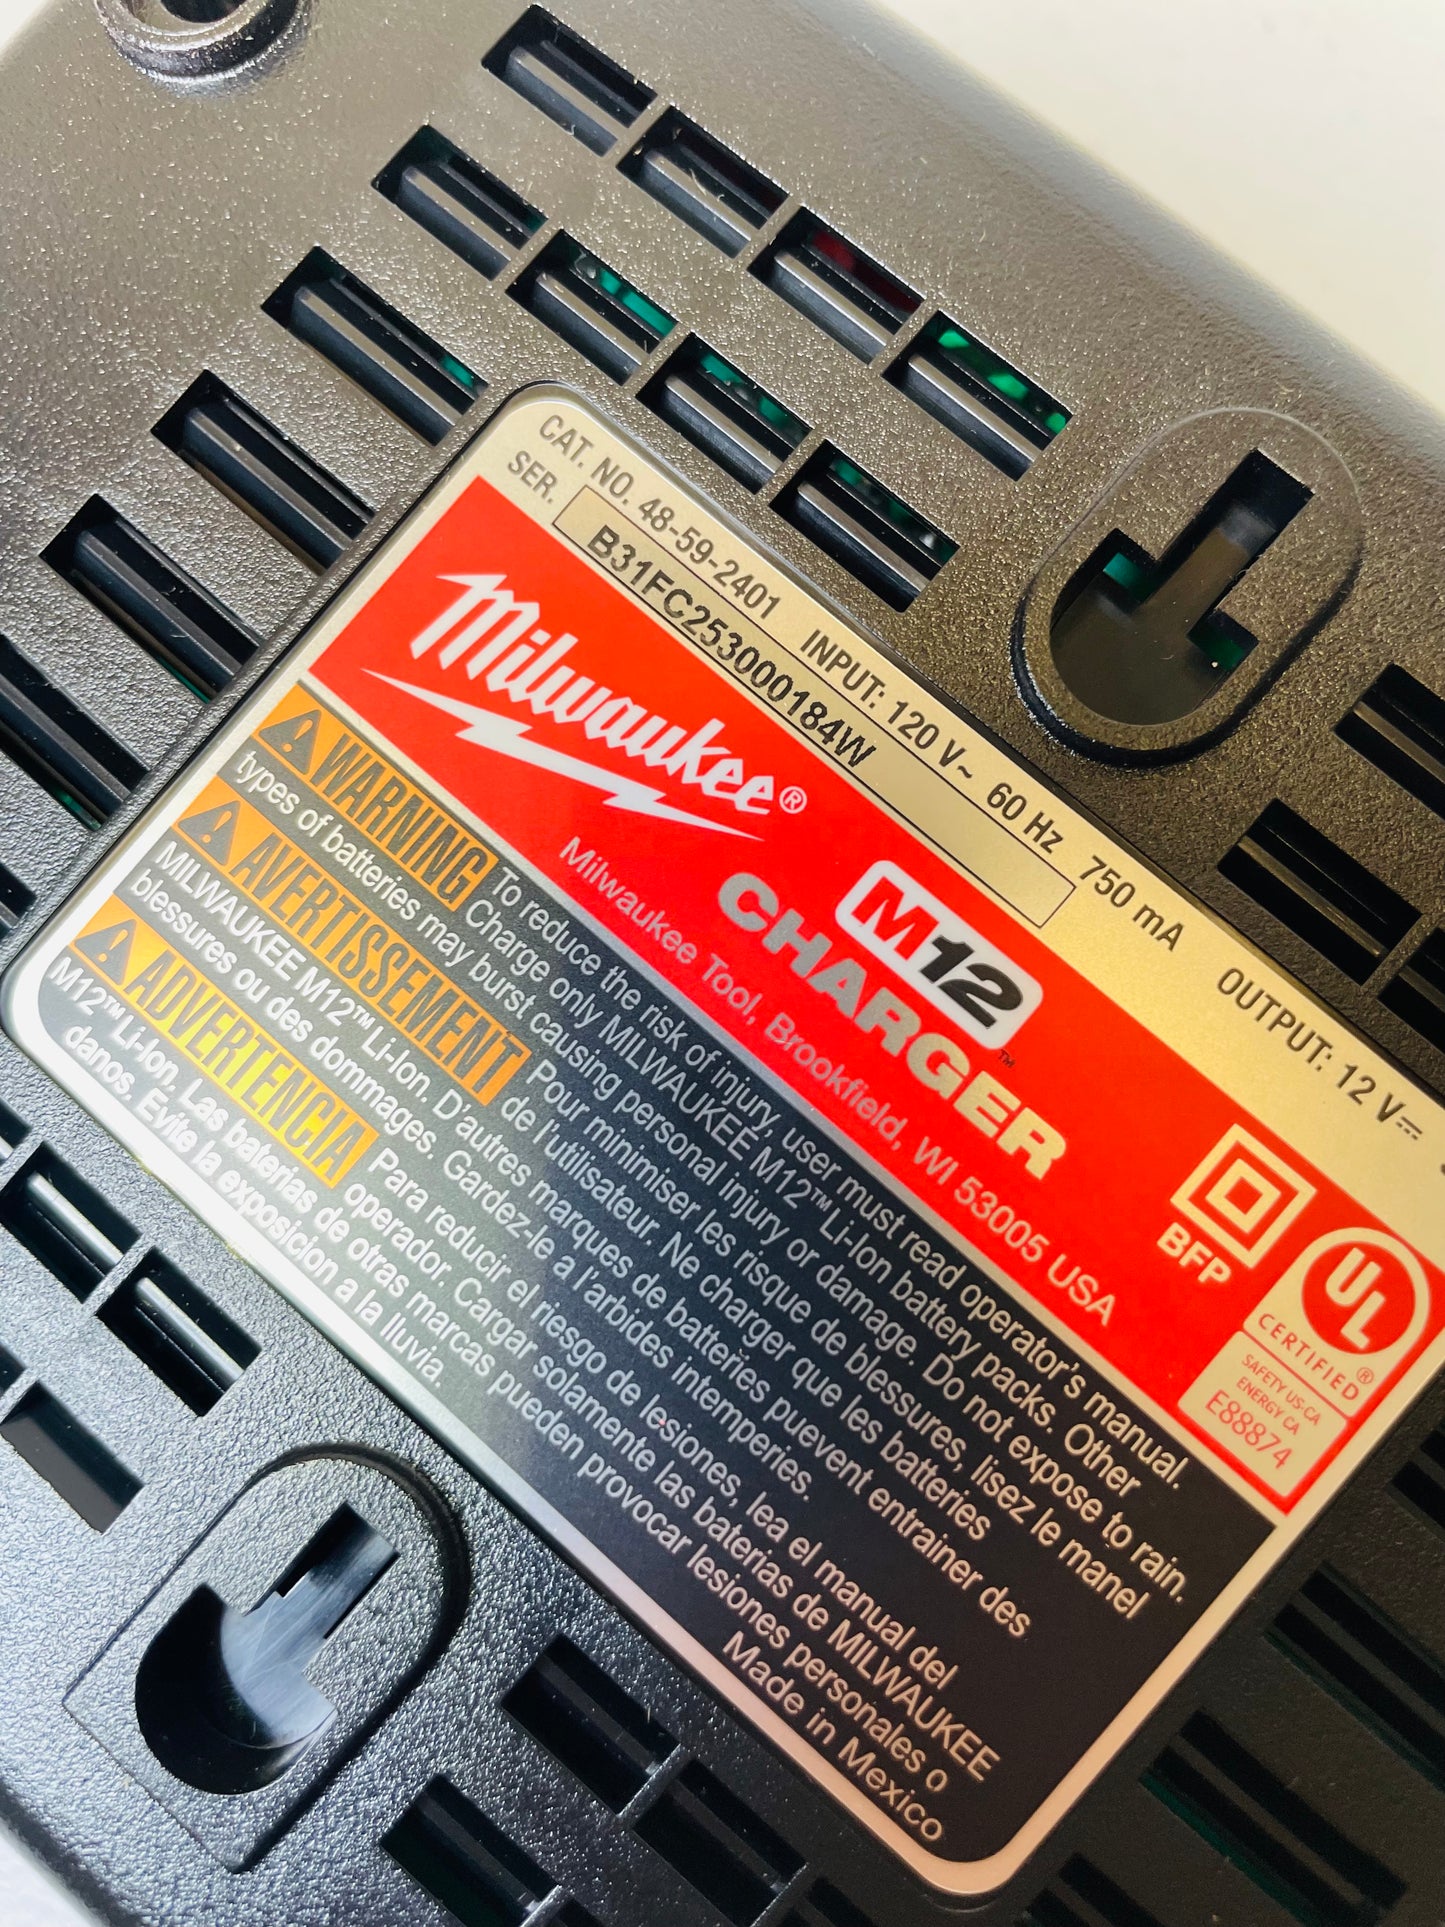 CAT. NO. 48-59-2401 INPUT: 120 V~ 60 Hz 750 mA OUTPUT: 12 V⎓
SER. B31FC253000184W
Milwaukee®
M12™
CHARGER
Milwaukee Tool, Brookfield, WI 53005 USA
BFP
UL
CERTIFIED®
SAFETY US-CA
ENERGY CA
E88874
WARNING To reduce the risk of injury, user must read operator's manual.
Charge only MILWAUKEE M12™ Li-Ion battery packs. Other
types of batteries may burst causing personal injury or damage. Do not expose to rain.
AVERTISSEMENT Pour minimiser les risque de blessures, lisez le manel
de l'utilisateur. Ne charger que les batteries
MILWAUKEE M12™ Li-Ion. D'autres marques de batteries puevent entrainer des
blessures ou des dommages. Gardez-le a l'arbides intemperies.
ADVERTENCIA Para reducir el riesgo de lesiones, lea el manual del
operador. Cargar solamente las baterías de MILWAUKEE
M12™ Li-Ion, Las baterías de otras marcas pueden provocar lesiones personales o
danos, Evite la exposicion a la lluvia.
Made in Mexico